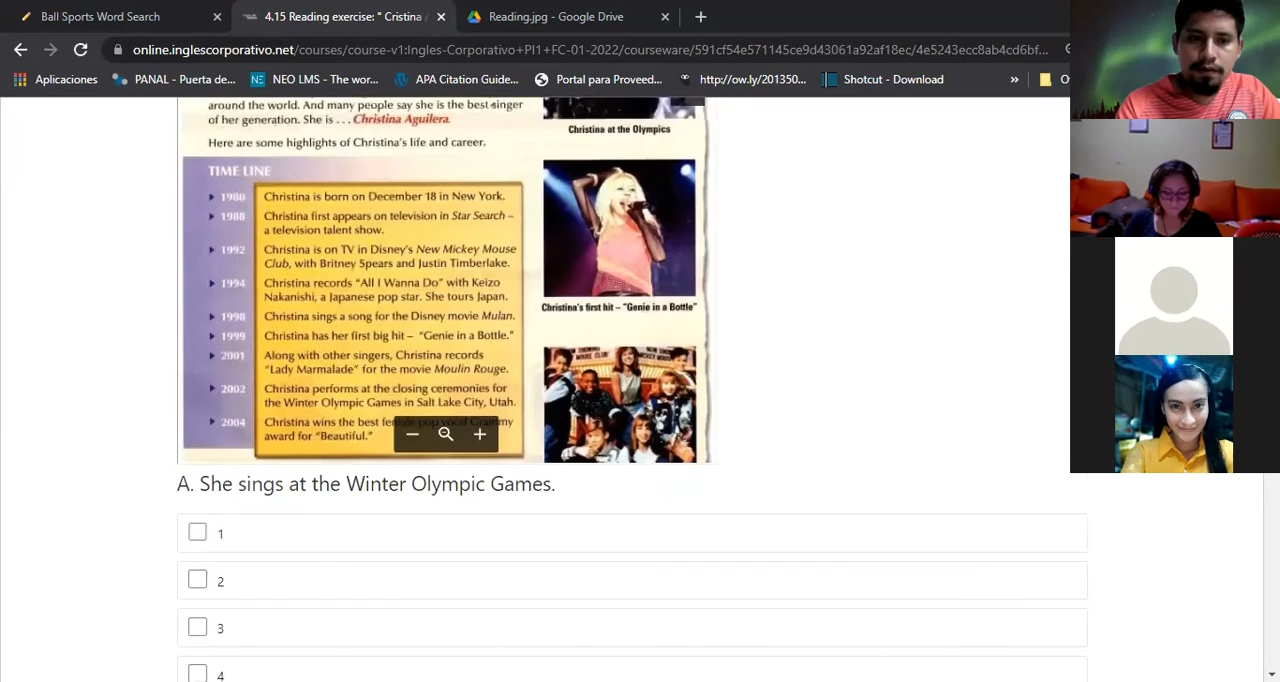 Ball Sports Word Search
4.15 Reading exercise: " Cristina
Reading.jpg - Google Drive
online.inglescorporativo.net/courses/course-v1:Ingles-Corporativo+PI1+FC-01-2022/courseware/591cf54e571145ce9d43061a92af18ec/4e5243ecc8ab4cd6bf...
Aplicaciones
PANAL - Puerta de...
NE
NEO LMS - The wor...
APA Citation Guide...
Portal para Proveed...
http://ow.ly/201350...
Shotcut - Download
»
around the world. And many people say she is the best singer
of her generation. She is . . . Christina Aguilera.
Christina at the Olympics
Here are some highlights of Christina's life and career.
TIME LINE
1980 Christina is born on December 18 in New York.
1988 Christina first appears on television in Star Search –
a television talent show.
1992 Christina is on TV in Disney's New Mickey Mouse
Club, with Britney Spears and Justin Timberlake.
1994 Christina records "All I Wanna Do" with Keizo
Nakanishi, a Japanese pop star. She tours Japan.
Christina's first hit – "Genie in a Bottle"
1998 Christina sings a song for the Disney movie Mulan.
1999 Christina has her first big hit – "Genie in a Bottle."
2001 Along with other singers, Christina records
"Lady Marmalade" for the movie Moulin Rouge.
2002 Christina performs at the closing ceremonies for
the Winter Olympic Games in Salt Lake City, Utah.
2004 Christina wins the best female pop vocal Grammy
award for "Beautiful."
A. She sings at the Winter Olympic Games.
1
2
3
4